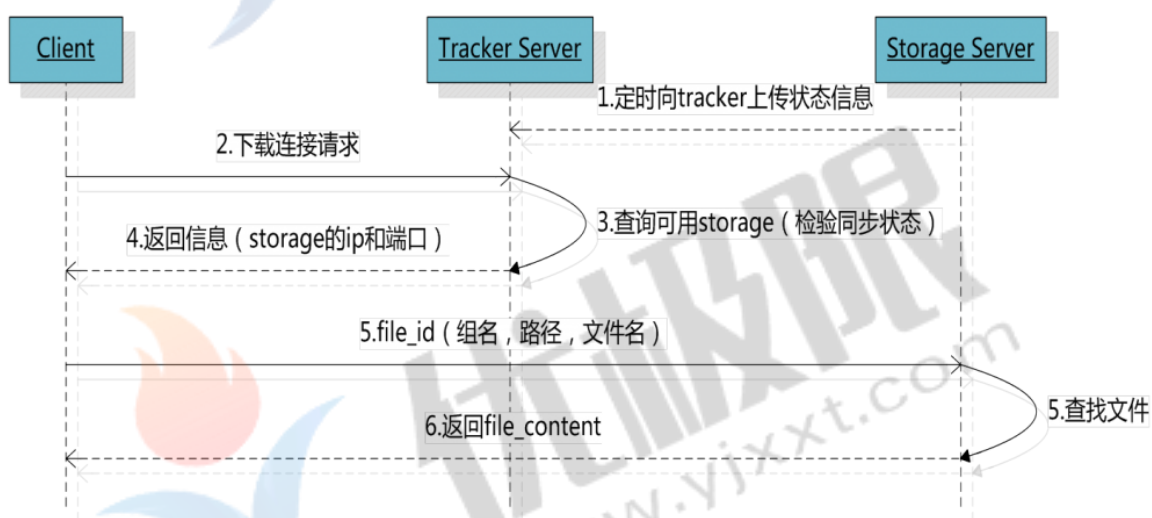 Client
Tracker Server
Storage Server
1.定时向tracker上传状态信息
2.下载连接请求
3.查询可用storage（检验同步状态）
4.返回信息（storage的ip和端口）
5.file_id（组名，路径，文件名）
5.查找文件
6.返回file_content
优极限
w.yjxxt.com